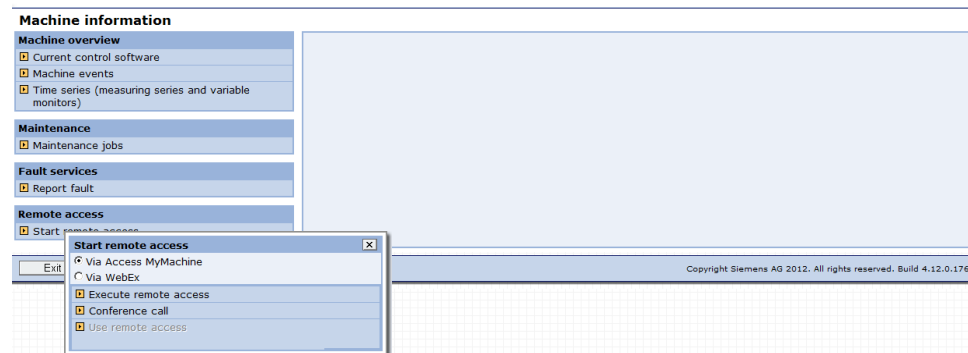 Machine information
Machine overview
Current control software
Machine events
Time series (measuring series and variable
monitors)
Maintenance
Maintenance jobs
Fault services
Report fault
Remote access
Start remote access
Start remote access
Via Access MyMachine
Via WebEx
Execute remote access
Conference call
Use remote access
Exit
Copyright Siemens AG 2012. All rights reserved. Build 4.12.0.176